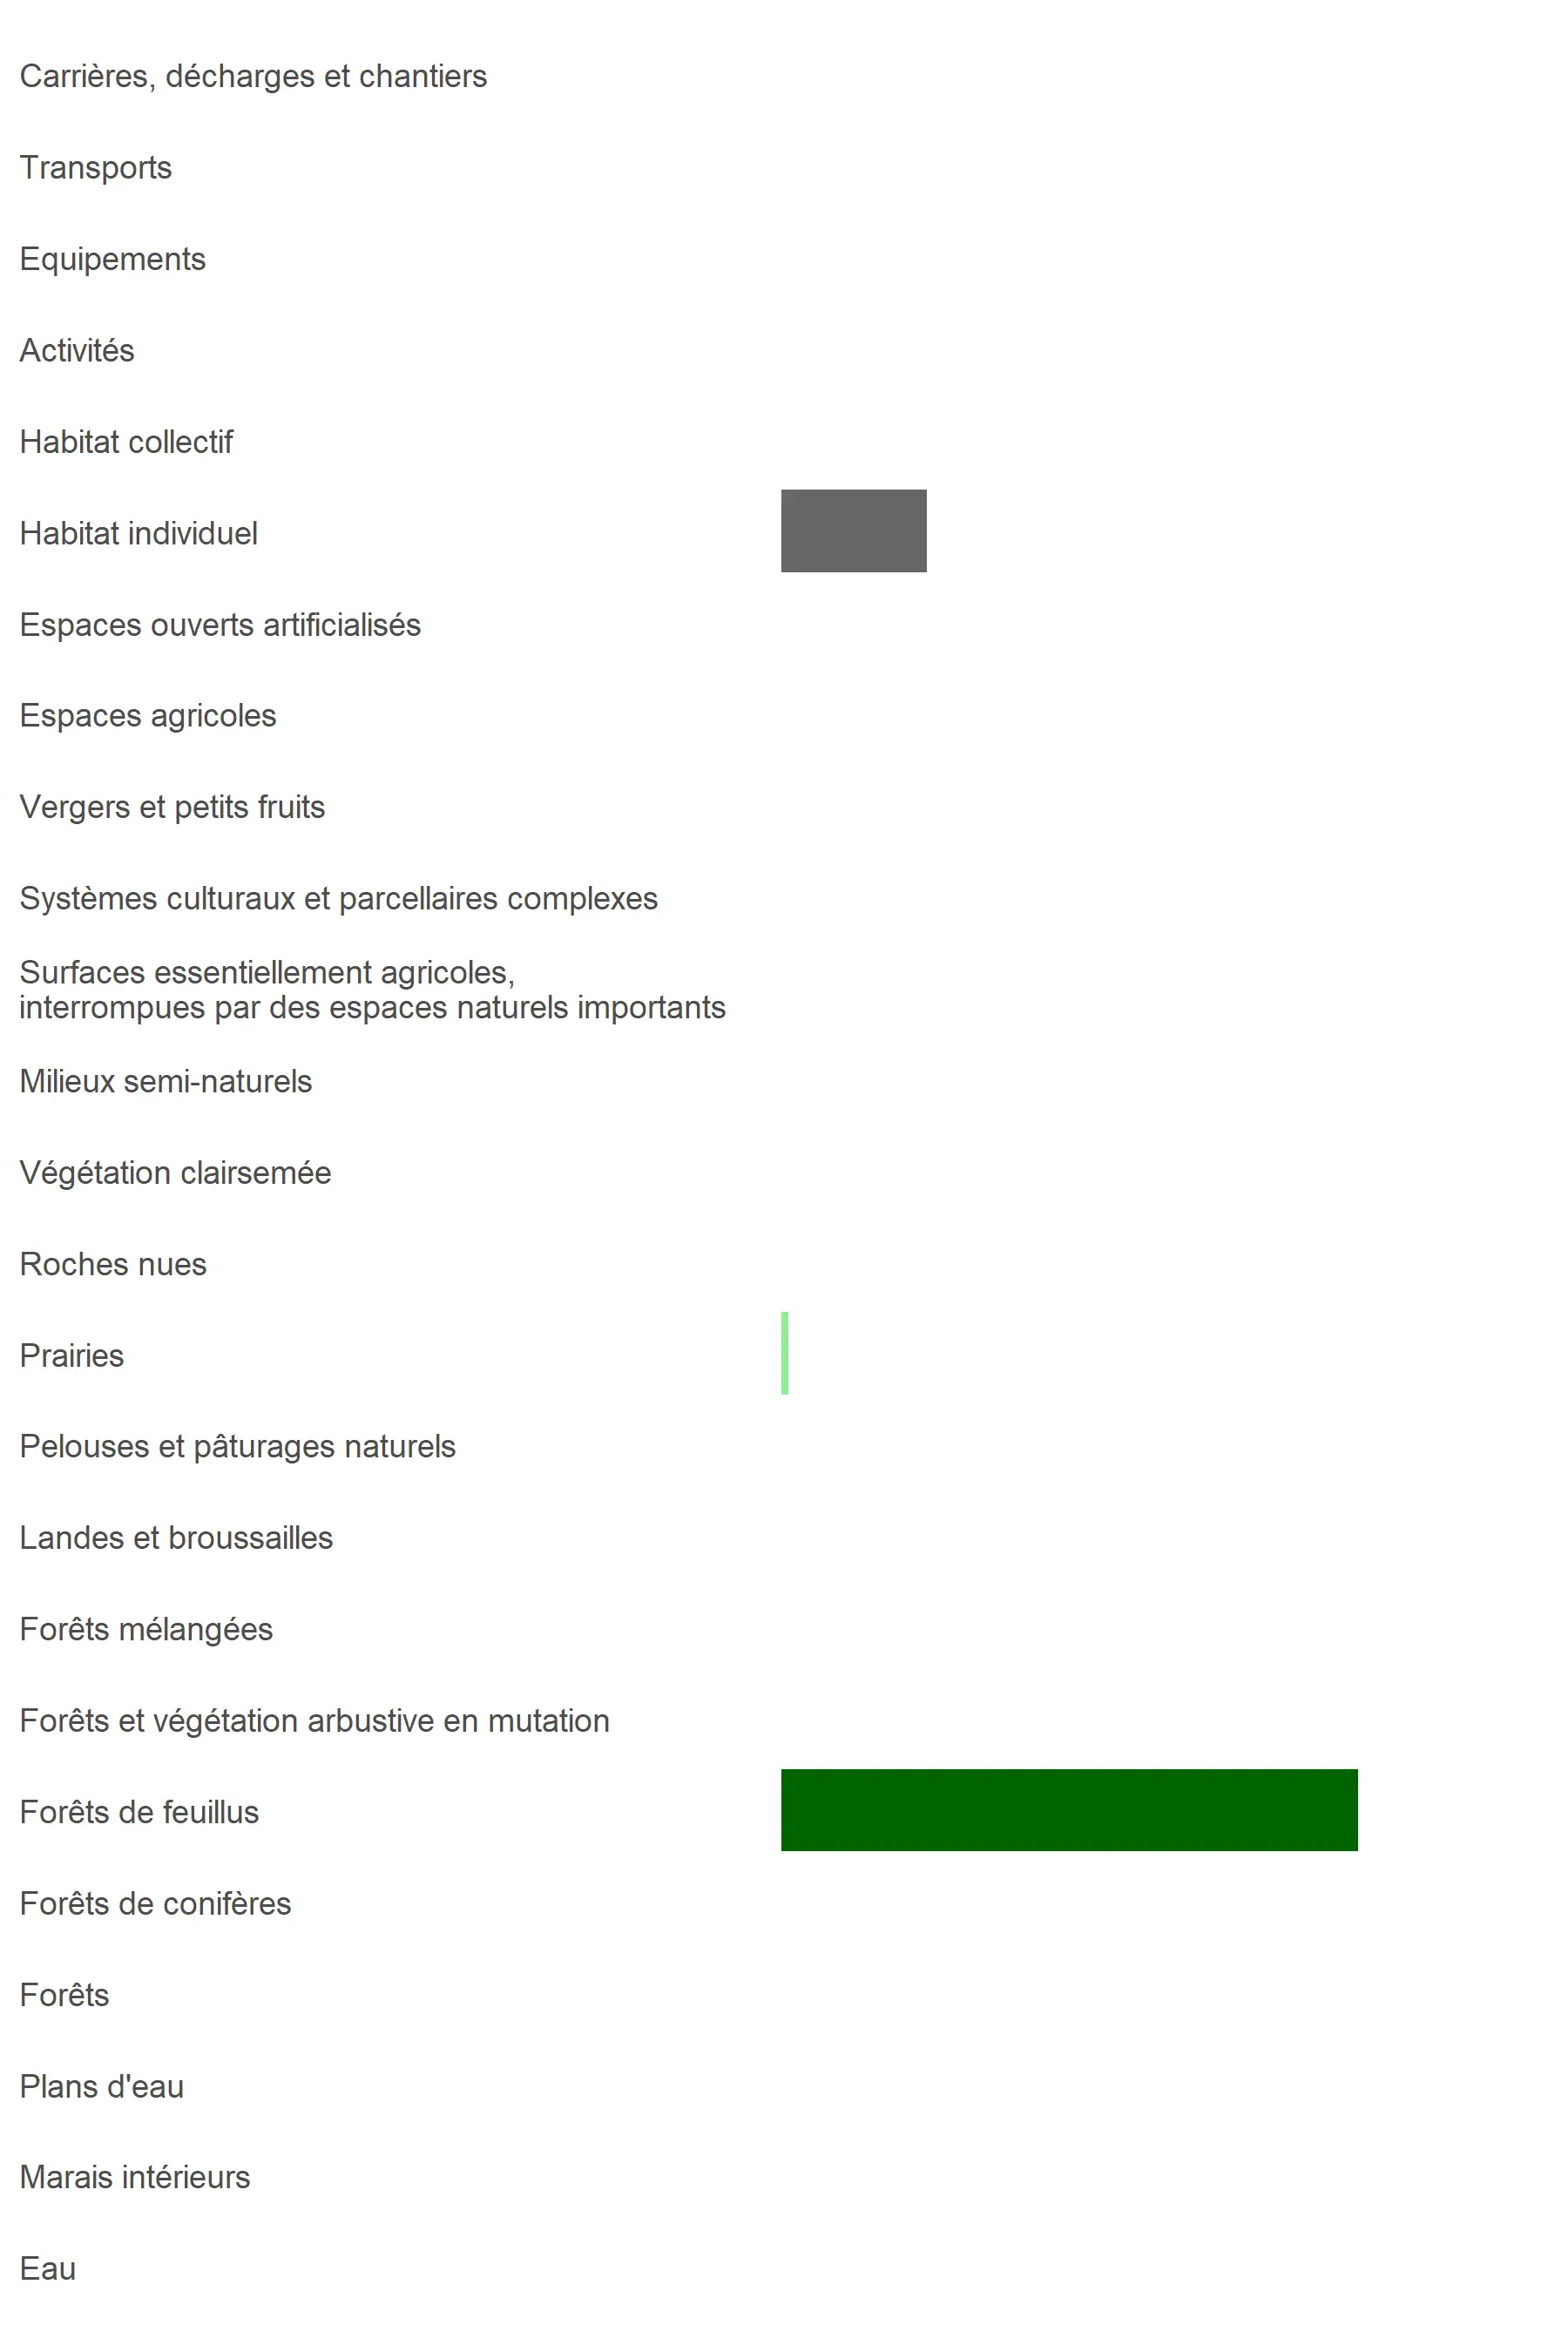 Carrières, décharges et chantiers
Transports
Equipements
Activités
Habitat collectif
Habitat individuel
Espaces ouverts artificialisés
Espaces agricoles
Vergers et petits fruits
Systèmes culturaux et parcellaires complexes
Surfaces essentiellement agricoles,
interrompues par des espaces naturels importants
Milieux semi-naturels
Végétation clairsemée
Roches nues
Prairies
Pelouses et pâturages naturels
Landes et broussailles
Forêts mélangées
Forêts et végétation arbustive en mutation
Forêts de feuillus
Forêts de conifères
Forêts
Plans d'eau
Marais intérieurs
Eau